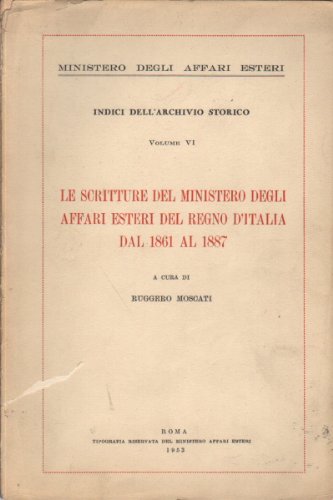 MINISTERO DEGLI AFFARI ESTERI
INDICI DELL'ARCHIVIO STORICO
VOLUME VI
LE SCRITTURE DEL MINISTERO DEGLI
AFFARI ESTERI DEL REGNO D'ITALIA
DAL 1861 AL 1887
A CURA DI
RUGGERO MOSCATI
ROMA
TIPOGRAFIA RISERVATA DEL MINISTERO AFFARI ESTERI
1953